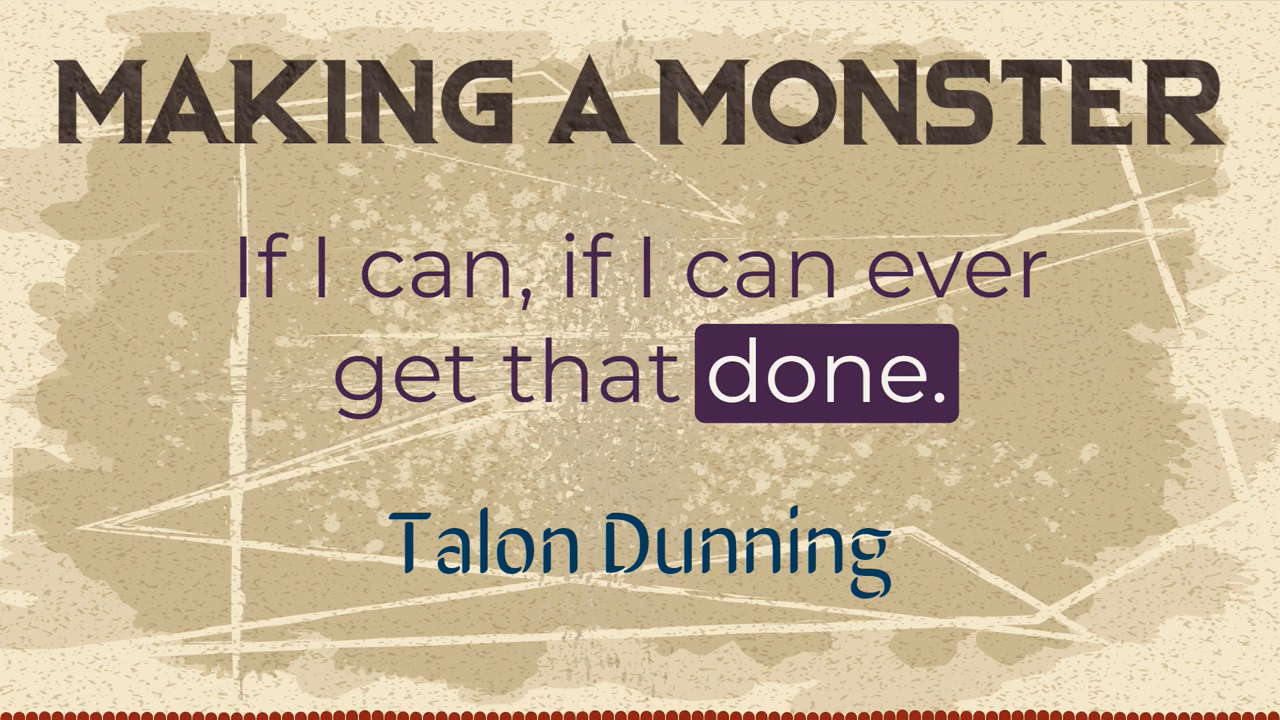 MAKING A MONSTER
If I can, if I can ever
get that done.
Talon Dunning